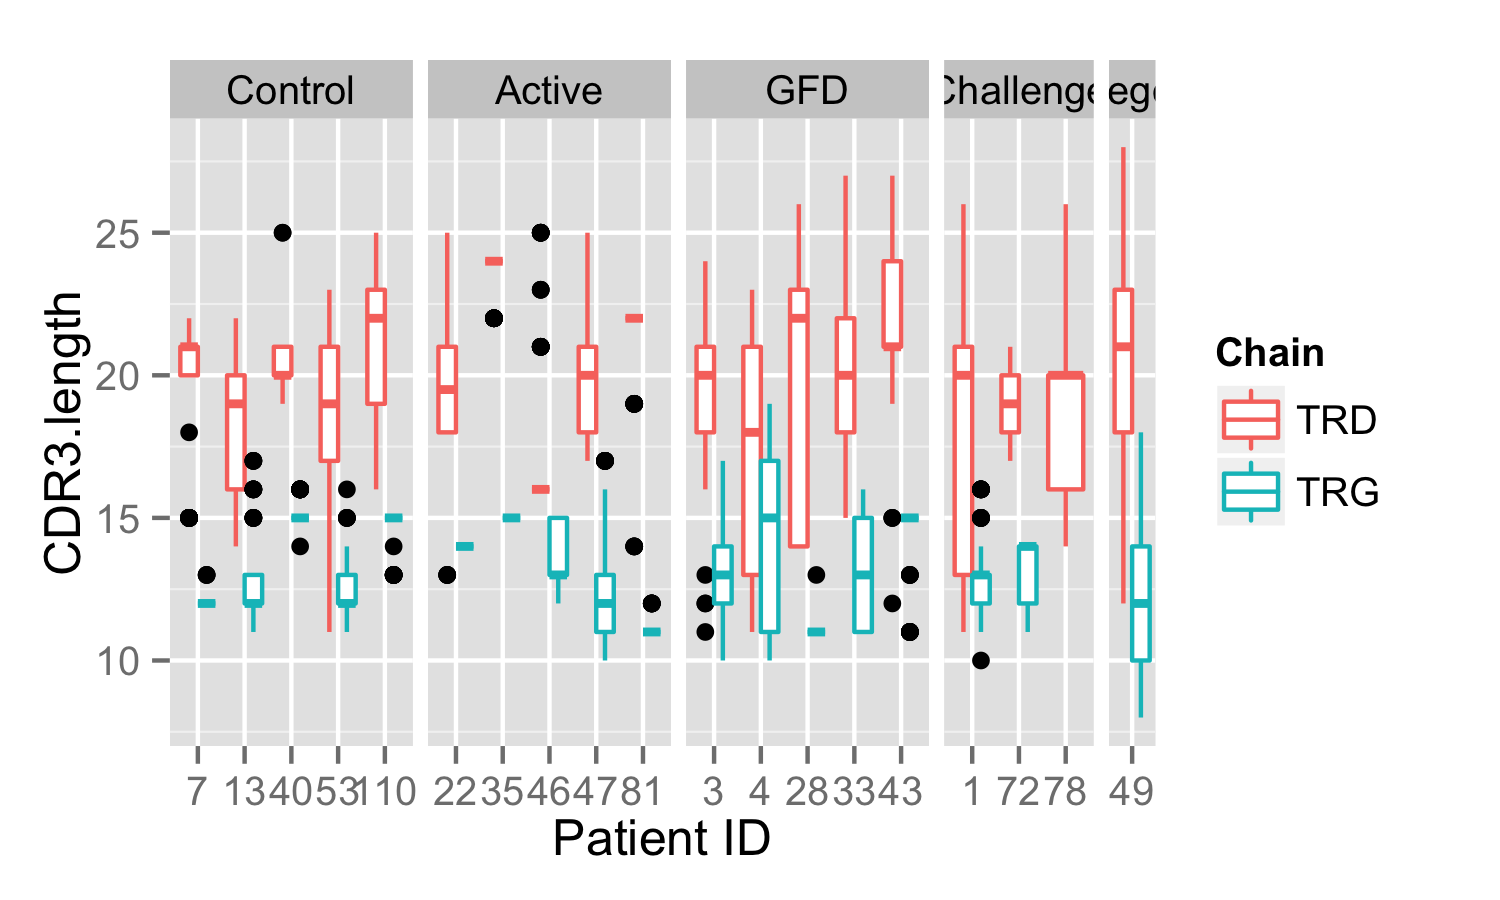 Control Active GFD Challenge
CDR3.length
25
20
15
10
7 13 40 53 110 22 35 46 47 81 3 4 28 33 43 1 72 78 49
Patient ID
Chain
TRD
TRG